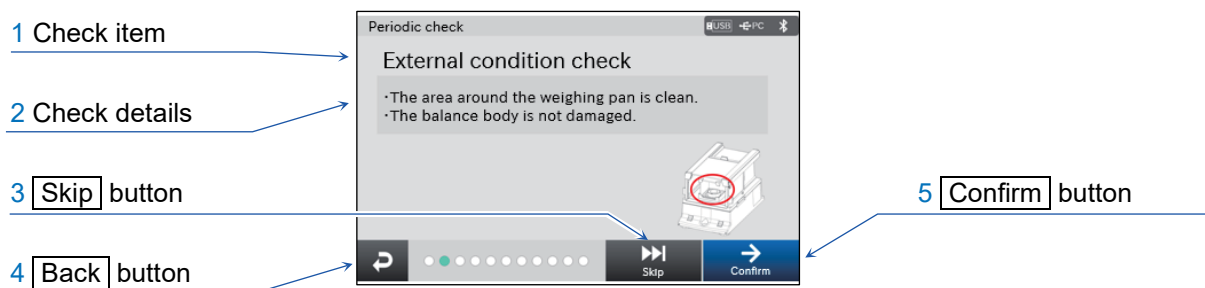 1 Check item
2 Check details
3 Skip button
4 Back button
Periodic check
USB PC
External condition check
・The area around the weighing pan is clean.
・The balance body is not damaged.
Skip
Confirm
5 Confirm button